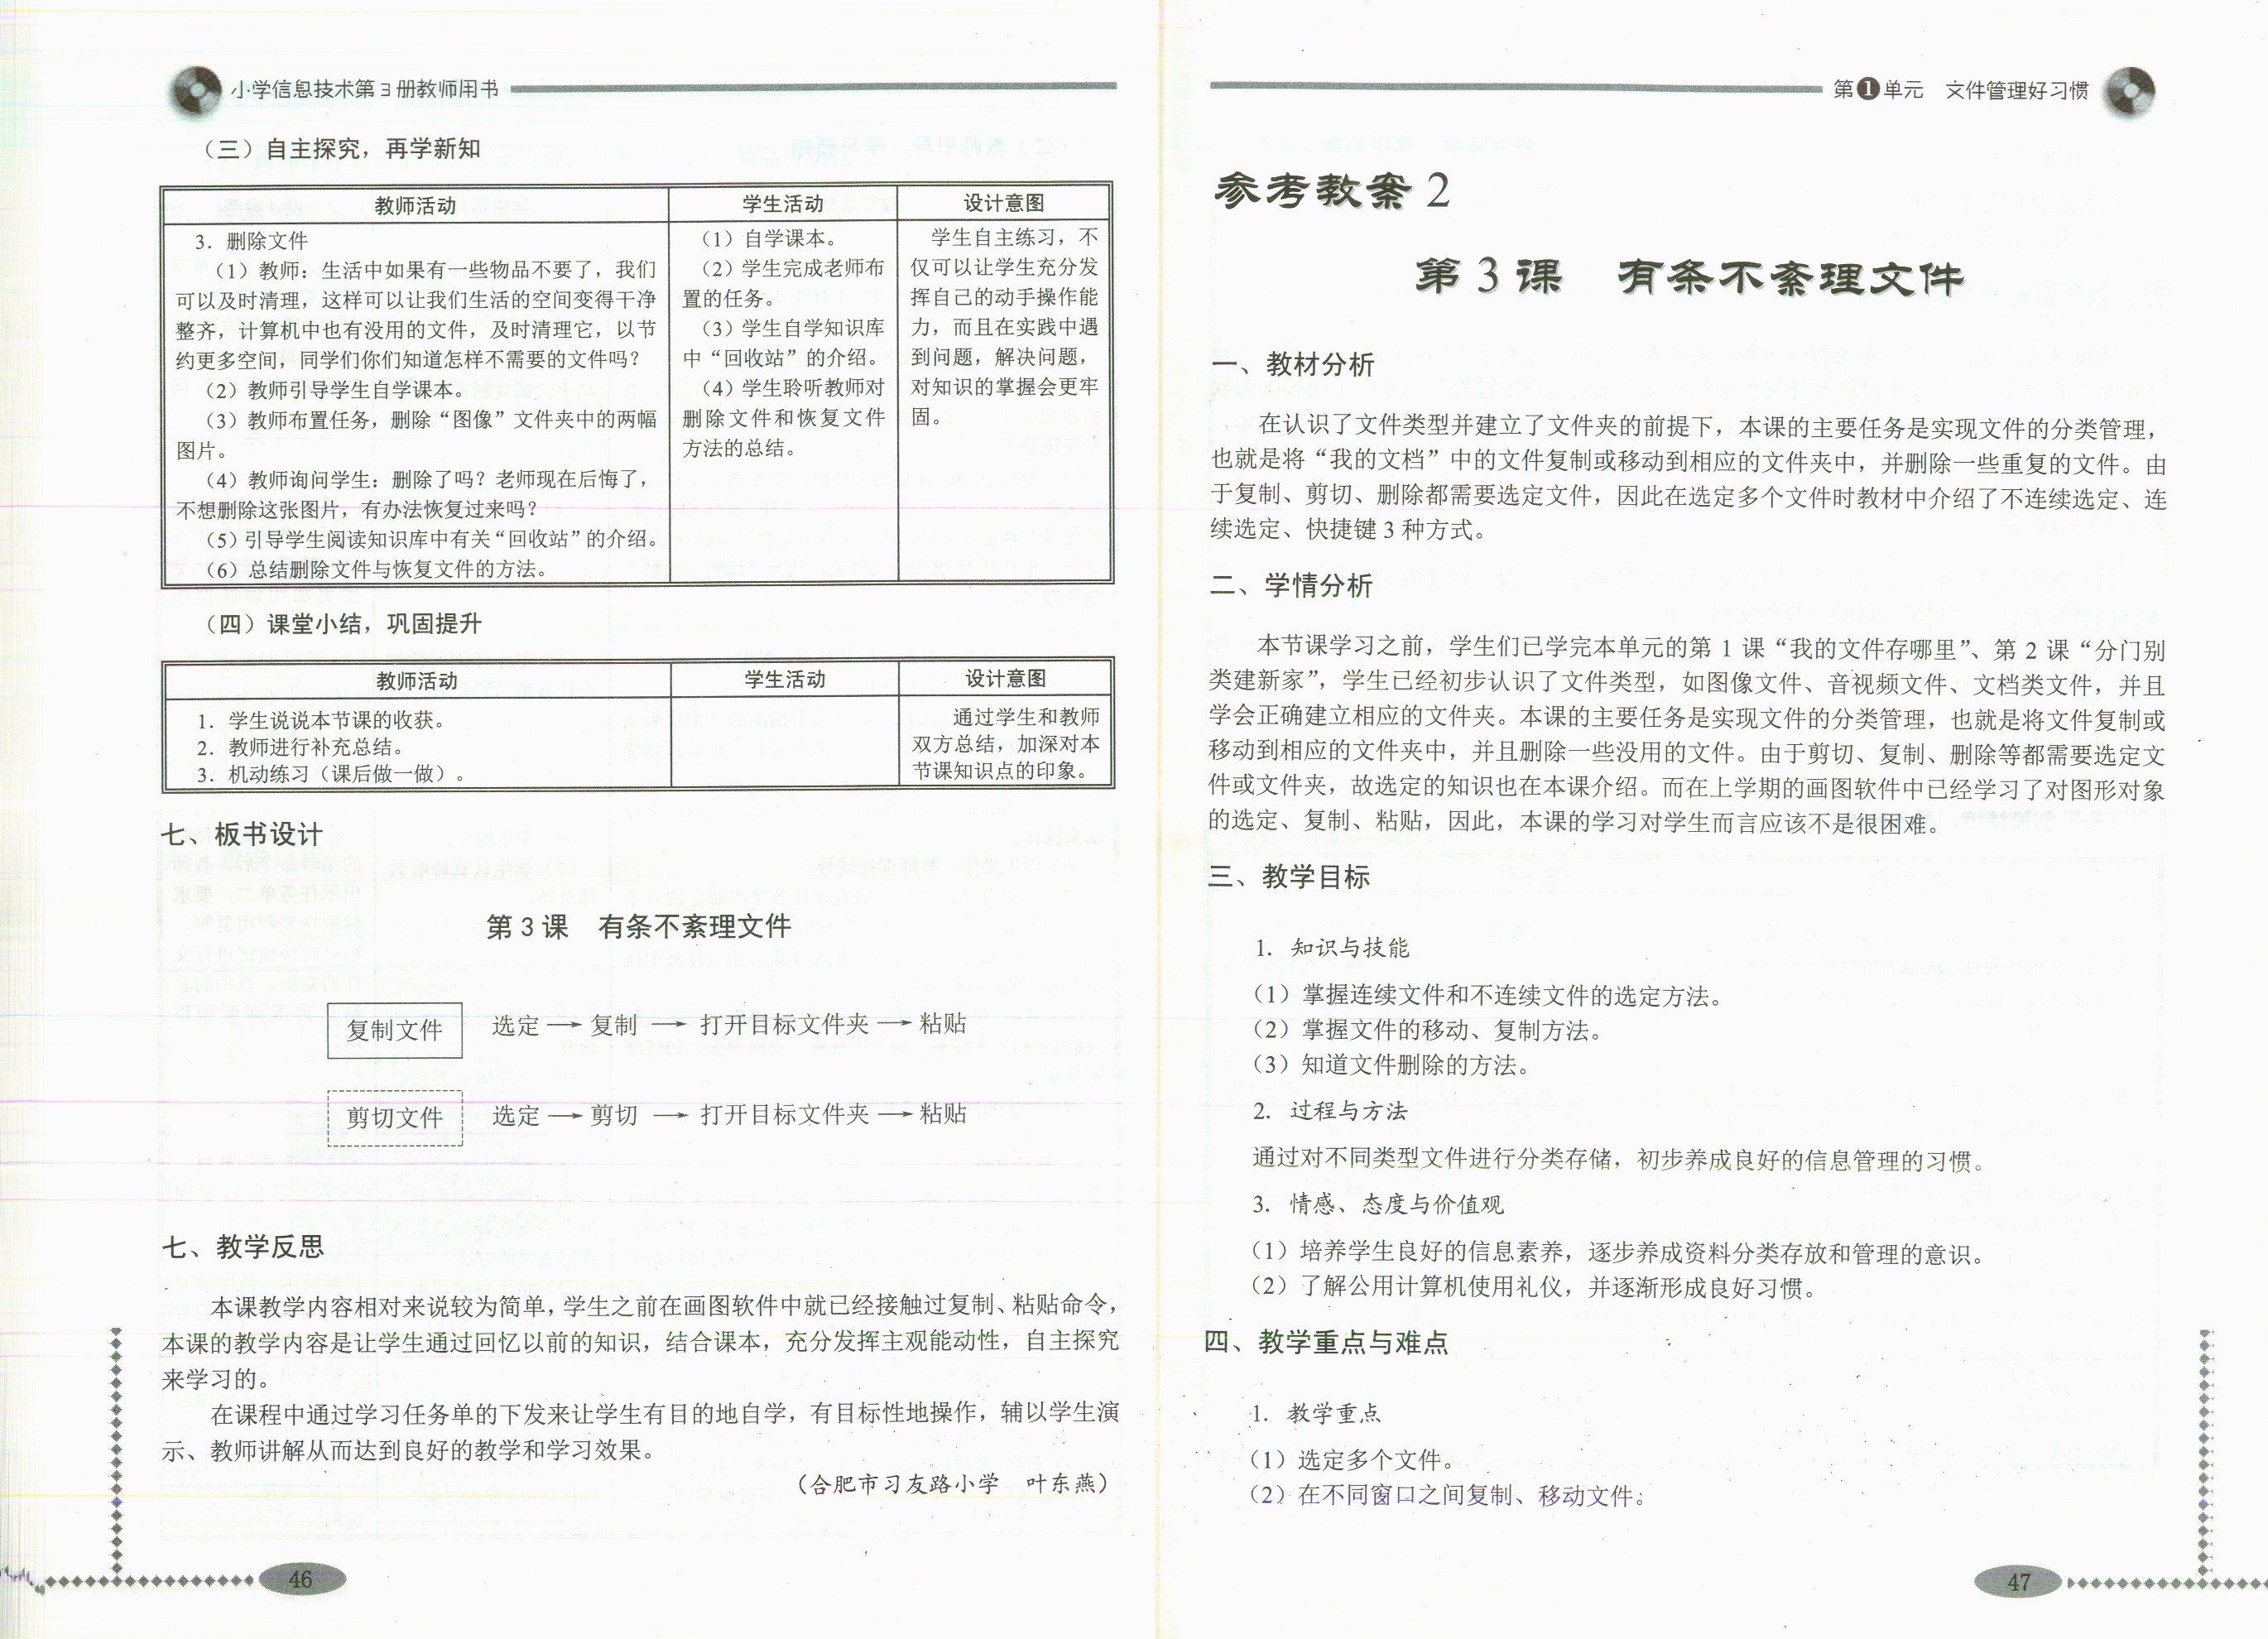 小学信息技术第3册教师用书
（三）自主探究，再学新知
教师活动
学生活动
设计意图
3．删除文件
（1）教师：生活中如果有一些物品不要了，我们
可以及时清理，这样可以让我们生活的空间变得干净
整齐，计算机中也有没用的文件，及时清理它，以节
约更多空间，同学们你们知道怎样不需要的文件吗？
（2）教师引导学生自学课本。
（3）教师布置任务，删除“图像”文件夹中的两幅
图片。
（4）教师询问学生：删除了吗？老师现在后悔了，
不想删除这张图片，有办法恢复过来吗？
（5）引导学生阅读知识库中有关“回收站”的介绍。
（6）总结删除文件与恢复文件的方法。
（1）自学课本。
（2）学生完成老师布
置的任务。
（3）学生自学知识库
中“回收站”的介绍。
（4）学生聆听教师对
删除文件和恢复文件
方法的总结。
学生自主练习，不
仅可以让学生充分发
挥自己的动手操作能
力，而且在实践中遇
到问题，解决问题，
对知识的掌握会更牢
固。
（四）课堂小结，巩固提升
教师活动
学生活动
设计意图
1．学生说说本节课的收获。
2．教师进行补充总结。
3．机动练习（课后做一做）。
通过学生和教师
双方总结，加深对本
节课知识点的印象。
七、板书设计
第3课　有条不紊理文件
复制文件　选定→复制→打开目标文件夹→粘贴
剪切文件　选定→剪切→打开目标文件夹→粘贴
七、教学反思
本课教学内容相对来说较为简单，学生之前在画图软件中就已经接触过复制、粘贴命令，
本课的教学内容是让学生通过回忆以前的知识，结合课本，充分发挥主观能动性，自主探究
来学习的。
在课程中通过学习任务单的下发来让学生有目的地自学，有目标性地操作，辅以学生演
示、教师讲解从而达到良好的教学和学习效果。
（合肥市习友路小学　叶东燕）
46
第❶单元　文件管理好习惯
参考教案2
第3课　有条不紊理文件
一、教材分析
在认识了文件类型并建立了文件夹的前提下，本课的主要任务是实现文件的分类管理，
也就是将“我的文档”中的文件复制或移动到相应的文件夹中，并删除一些重复的文件。由
于复制、剪切、删除都需要选定文件，因此在选定多个文件时教材中介绍了不连续选定、连
续选定、快捷键3种方式。
二、学情分析
本节课学习之前，学生们已学完本单元的第1课“我的文件存哪里”、第2课“分门别
类建新家”，学生已经初步认识了文件类型，如图像文件、音视频文件、文档类文件，并且
学会正确建立相应的文件夹。本课的主要任务是实现文件的分类管理，也就是将文件复制或
移动到相应的文件夹中，并且删除一些没用的文件。由于剪切、复制、删除等都需要选定文
件或文件夹，故选定的知识也在本课介绍。而在上学期的画图软件中已经学习了对图形对象
的选定、复制、粘贴，因此，本课的学习对学生而言应该不是很困难。
三、教学目标
1．知识与技能
（1）掌握连续文件和不连续文件的选定方法。
（2）掌握文件的移动、复制方法。
（3）知道文件删除的方法。
2．过程与方法
通过对不同类型文件进行分类存储，初步养成良好的信息管理的习惯。
3．情感、态度与价值观
（1）培养学生良好的信息素养，逐步养成资料分类存放和管理的意识。
（2）了解公用计算机使用礼仪，并逐渐形成良好习惯。
四、教学重点与难点
1．教学重点
（1）选定多个文件。
（2）在不同窗口之间复制、移动文件。
47